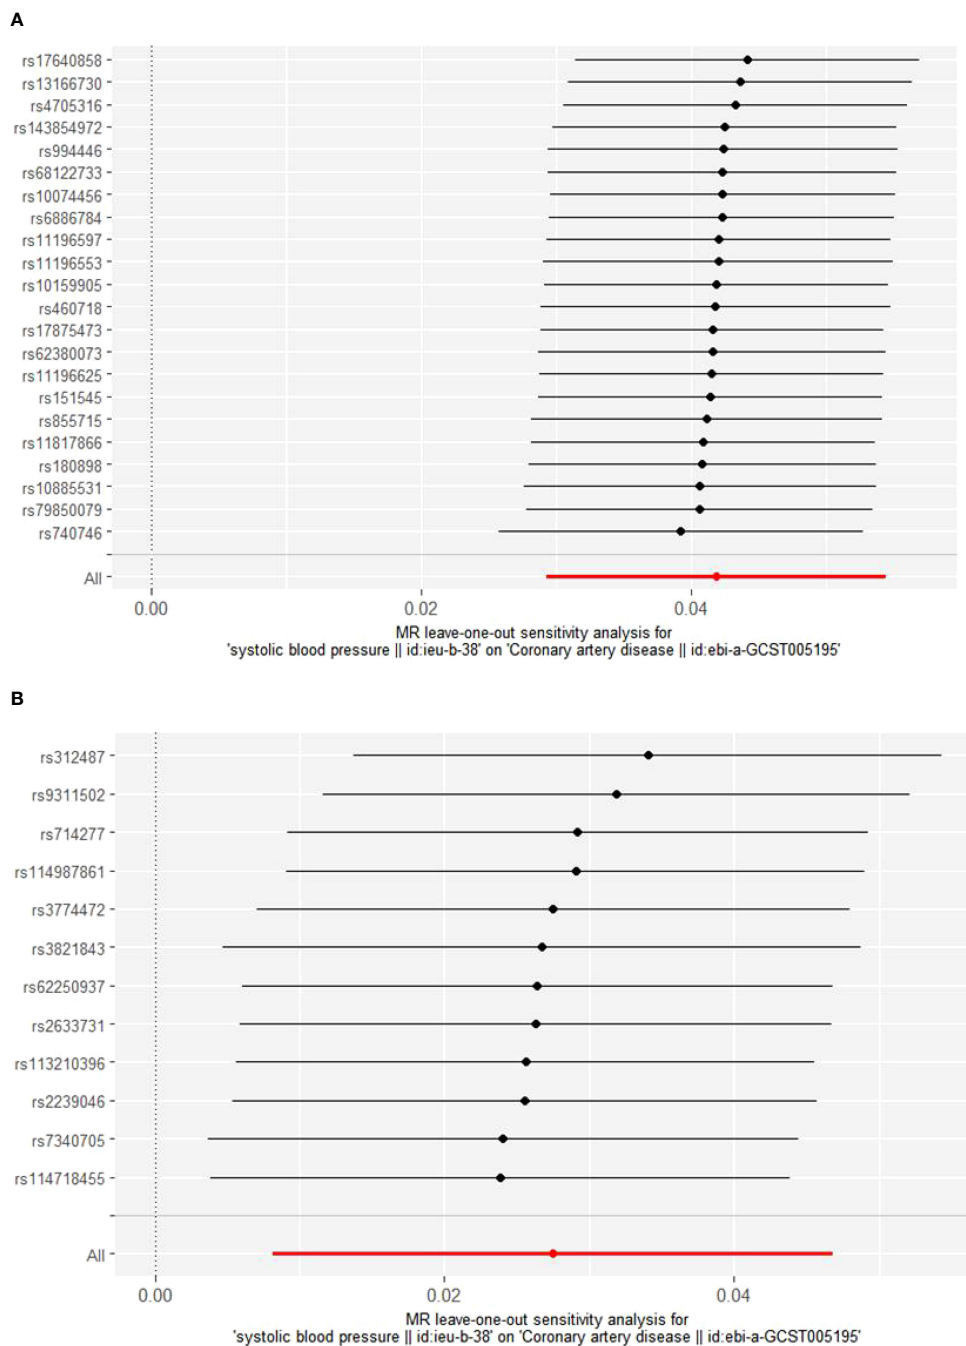 A
rs17640858
rs13166730
rs4705316
rs143854972
rs994446
rs68122733
rs10074456
rs6886784
rs11196597
rs11196553
rs10159905
rs460718
rs17875473
rs62380073
rs11196625
rs151545
rs855715
rs11817866
rs180898
rs10885531
rs79850079
rs740746
All
0.00 0.02 0.04
MR leave-one-out sensitivity analysis for
'systolic blood pressure || id:ieu-b-38' on 'Coronary artery disease || id:ebi-a-GCST005195'
B
rs312487
rs9311502
rs714277
rs114987861
rs3774472
rs3821843
rs62250937
rs2633731
rs113210396
rs2239046
rs7340705
rs114718455
All
0.00 0.02 0.04
MR leave-one-out sensitivity analysis for
'systolic blood pressure || id:ieu-b-38' on 'Coronary artery disease || id:ebi-a-GCST005195'